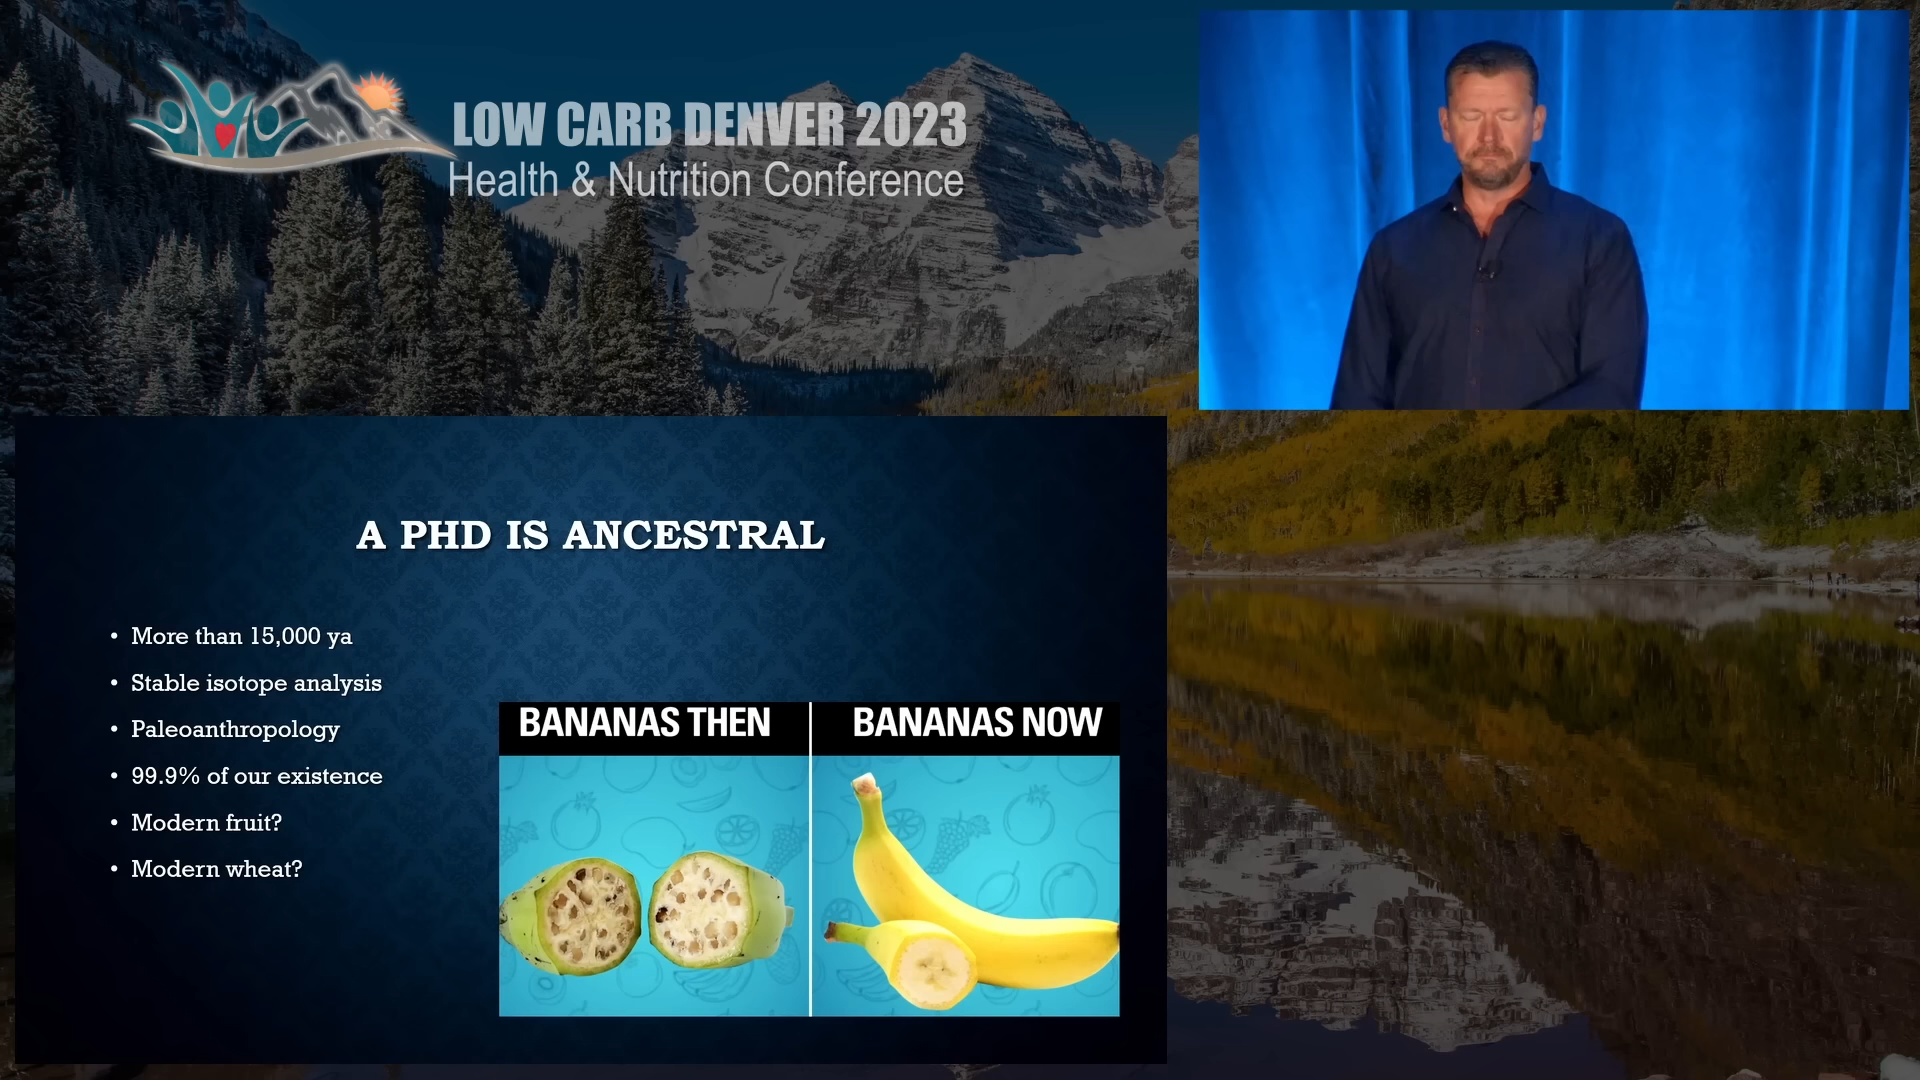 LOW CARB DENVER 2023
Health & Nutrition Conference
A PHD IS ANCESTRAL
• More than 15,000 ya
• Stable isotope analysis
• Paleoanthropology
• 99.9% of our existence
• Modern fruit?
• Modern wheat?
BANANAS THEN
BANANAS NOW